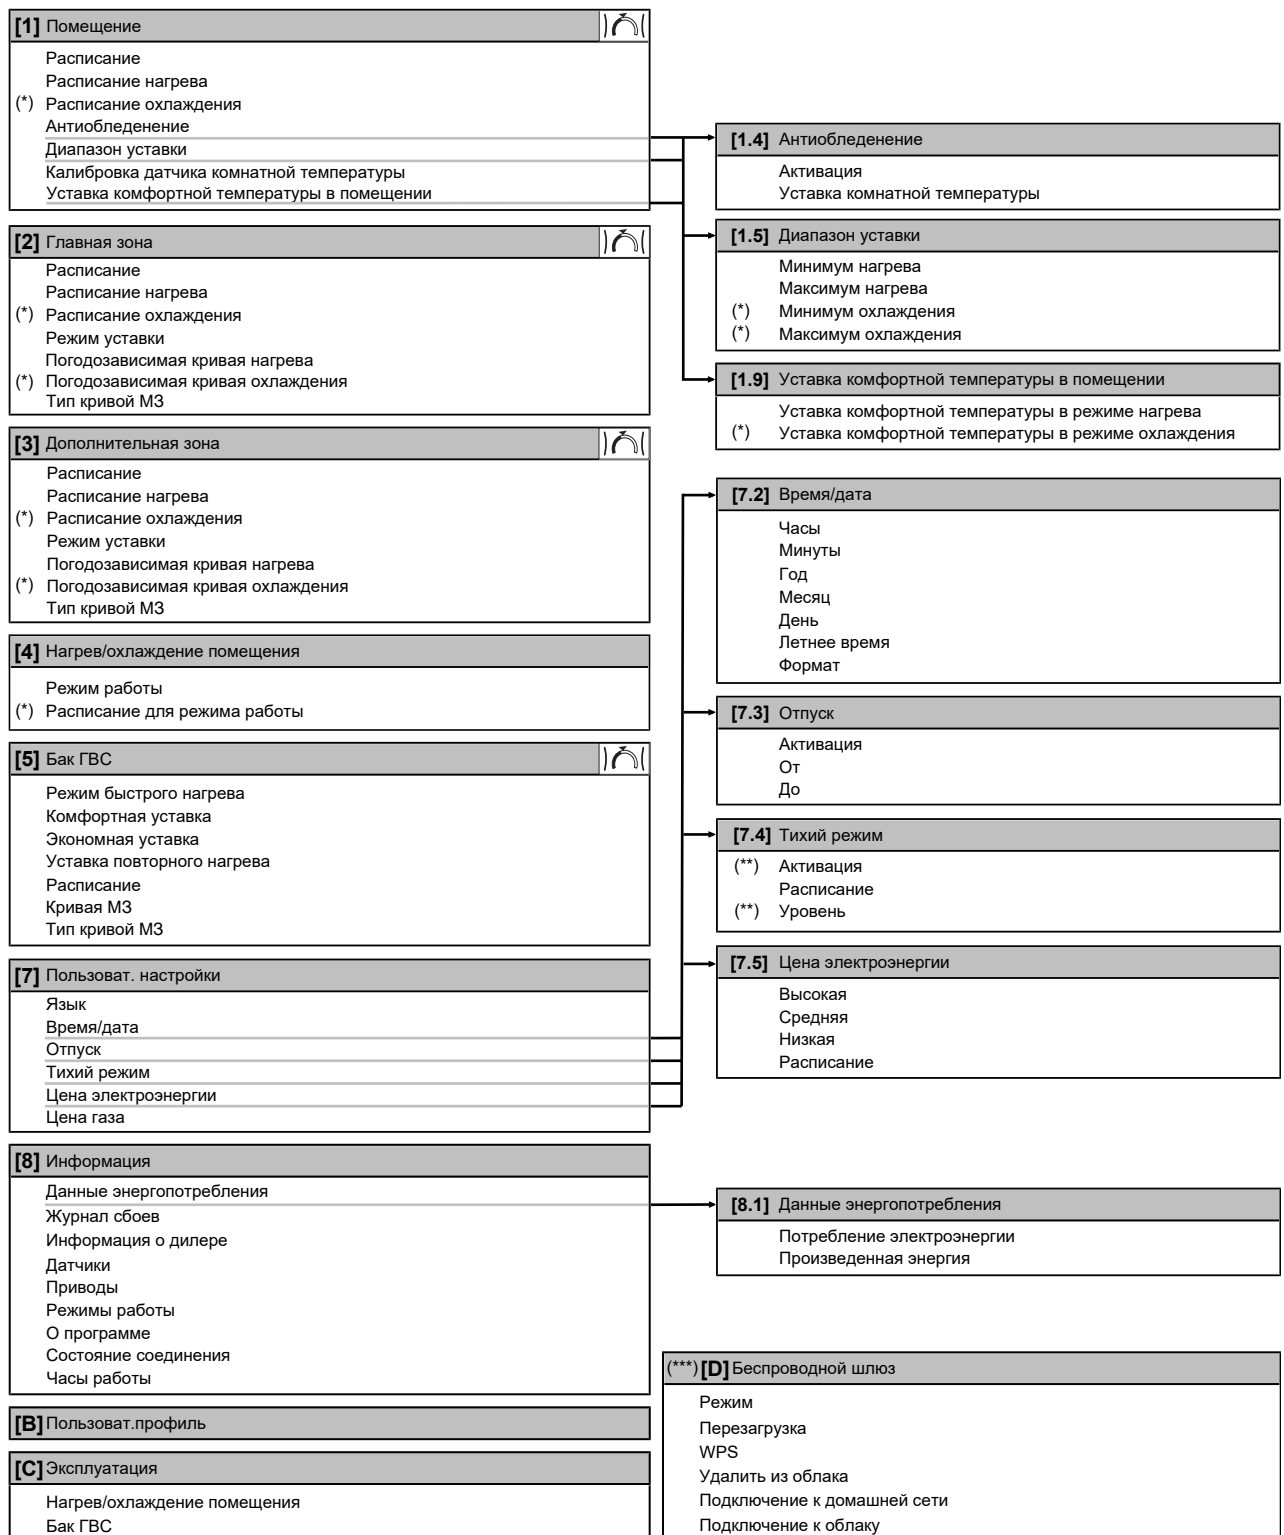 [1] Помещение
Расписание
Расписание нагрева
(*) Расписание охлаждения
Антиобледенение
Диапазон уставки
Калибровка датчика комнатной температуры
Уставка комфортной температуры в помещении
[2] Главная зона
Расписание
Расписание нагрева
(*) Расписание охлаждения
Режим уставки
Погодозависимая кривая нагрева
(*) Погодозависимая кривая охлаждения
Тип кривой МЗ
[3] Дополнительная зона
Расписание
Расписание нагрева
(*) Расписание охлаждения
Режим уставки
Погодозависимая кривая нагрева
(*) Погодозависимая кривая охлаждения
Тип кривой МЗ
[4] Нагрев/охлаждение помещения
Режим работы
(*) Расписание для режима работы
[5] Бак ГВС
Режим быстрого нагрева
Комфортная уставка
Экономная уставка
Уставка повторного нагрева
Расписание
Кривая МЗ
Тип кривой МЗ
[7] Пользоват. настройки
Язык
Время/дата
Отпуск
Тихий режим
Цена электроэнергии
Цена газа
[8] Информация
Данные энергопотребления
Журнал сбоев
Информация о дилере
Датчики
Приводы
Режимы работы
О программе
Состояние соединения
Часы работы
[B] Пользоват.профиль
[C] Эксплуатация
Нагрев/охлаждение помещения
Бак ГВС
[1.4] Антиобледенение
Активация
Уставка комнатной температуры
[1.5] Диапазон уставки
Минимум нагрева
Максимум нагрева
(*) Минимум охлаждения
(*) Максимум охлаждения
[1.9] Уставка комфортной температуры в помещении
Уставка комфортной температуры в режиме нагрева
(*) Уставка комфортной температуры в режиме охлаждения
[7.2] Время/дата
Часы
Минуты
Год
Месяц
День
Летнее время
Формат
[7.3] Отпуск
Активация
От
До
[7.4] Тихий режим
(**) Активация
Расписание
(**) Уровень
[7.5] Цена электроэнергии
Высокая
Средняя
Низкая
Расписание
[8.1] Данные энергопотребления
Потребление электроэнергии
Произведенная энергия
(***) [D] Беспроводной шлюз
Режим
Перезагрузка
WPS
Удалить из облака
Подключение к домашней сети
Подключение к облаку